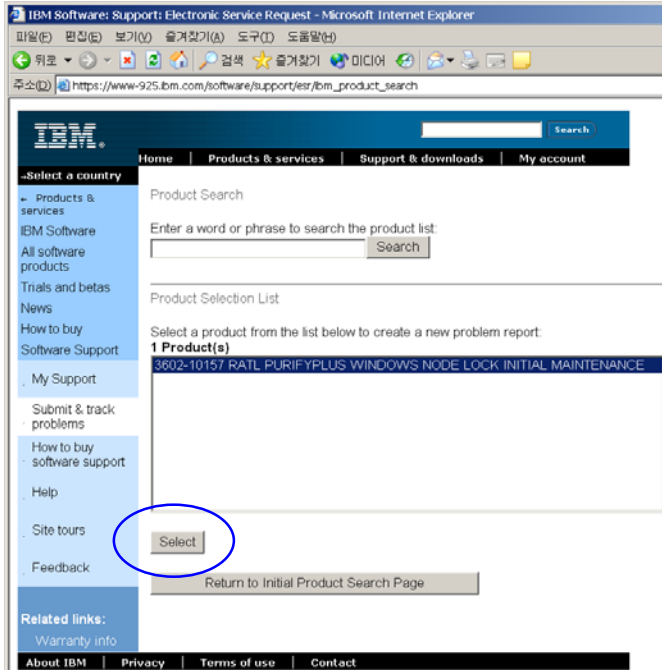 IBM Software: Support: Electronic Service Request - Microsoft Internet Explorer
파일(F) 편집(E) 보기(V) 즐겨찾기(A) 도구(T) 도움말(H)
뒤로 검색 즐겨찾기 미디어
주소(D) https://www-925.ibm.com/software/support/esr/ibm_product_search
IBM.
Search
Home | Products & services | Support & downloads | My account
Select a country
Products & services
IBM Software
All software products
Trials and betas
News
How to buy
Software Support
My Support
Submit & track problems
How to buy software support
Help
Site tours
Feedback
Related links:
Warranty info
Product Search
Enter a word or phrase to search the product list:
Search
Product Selection List
Select a product from the list below to create a new problem report:
1 Product(s)
3602-10157 RATL PURIFYPLUS WINDOWS NODE LOCK INITIAL MAINTENANCE
Select
Return to Initial Product Search Page
About IBM | Privacy | Terms of use | Contact